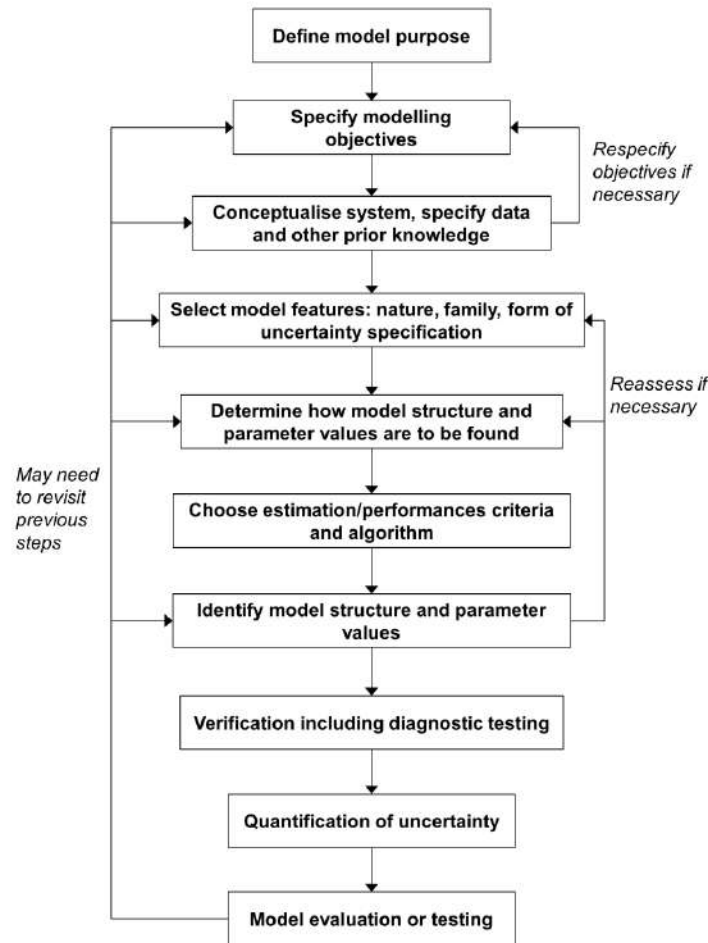 Define model purpose
Specify modelling
objectives
Respecify
objectives if
necessary
Conceptualise system, specify data
and other prior knowledge
Select model features: nature, family, form of
uncertainty specification
Reassess if
necessary
Determine how model structure and
parameter values are to be found
May need
to revisit
previous
steps
Choose estimation/performances criteria
and algorithm
Identify model structure and parameter
values
Verification including diagnostic testing
Quantification of uncertainty
Model evaluation or testing